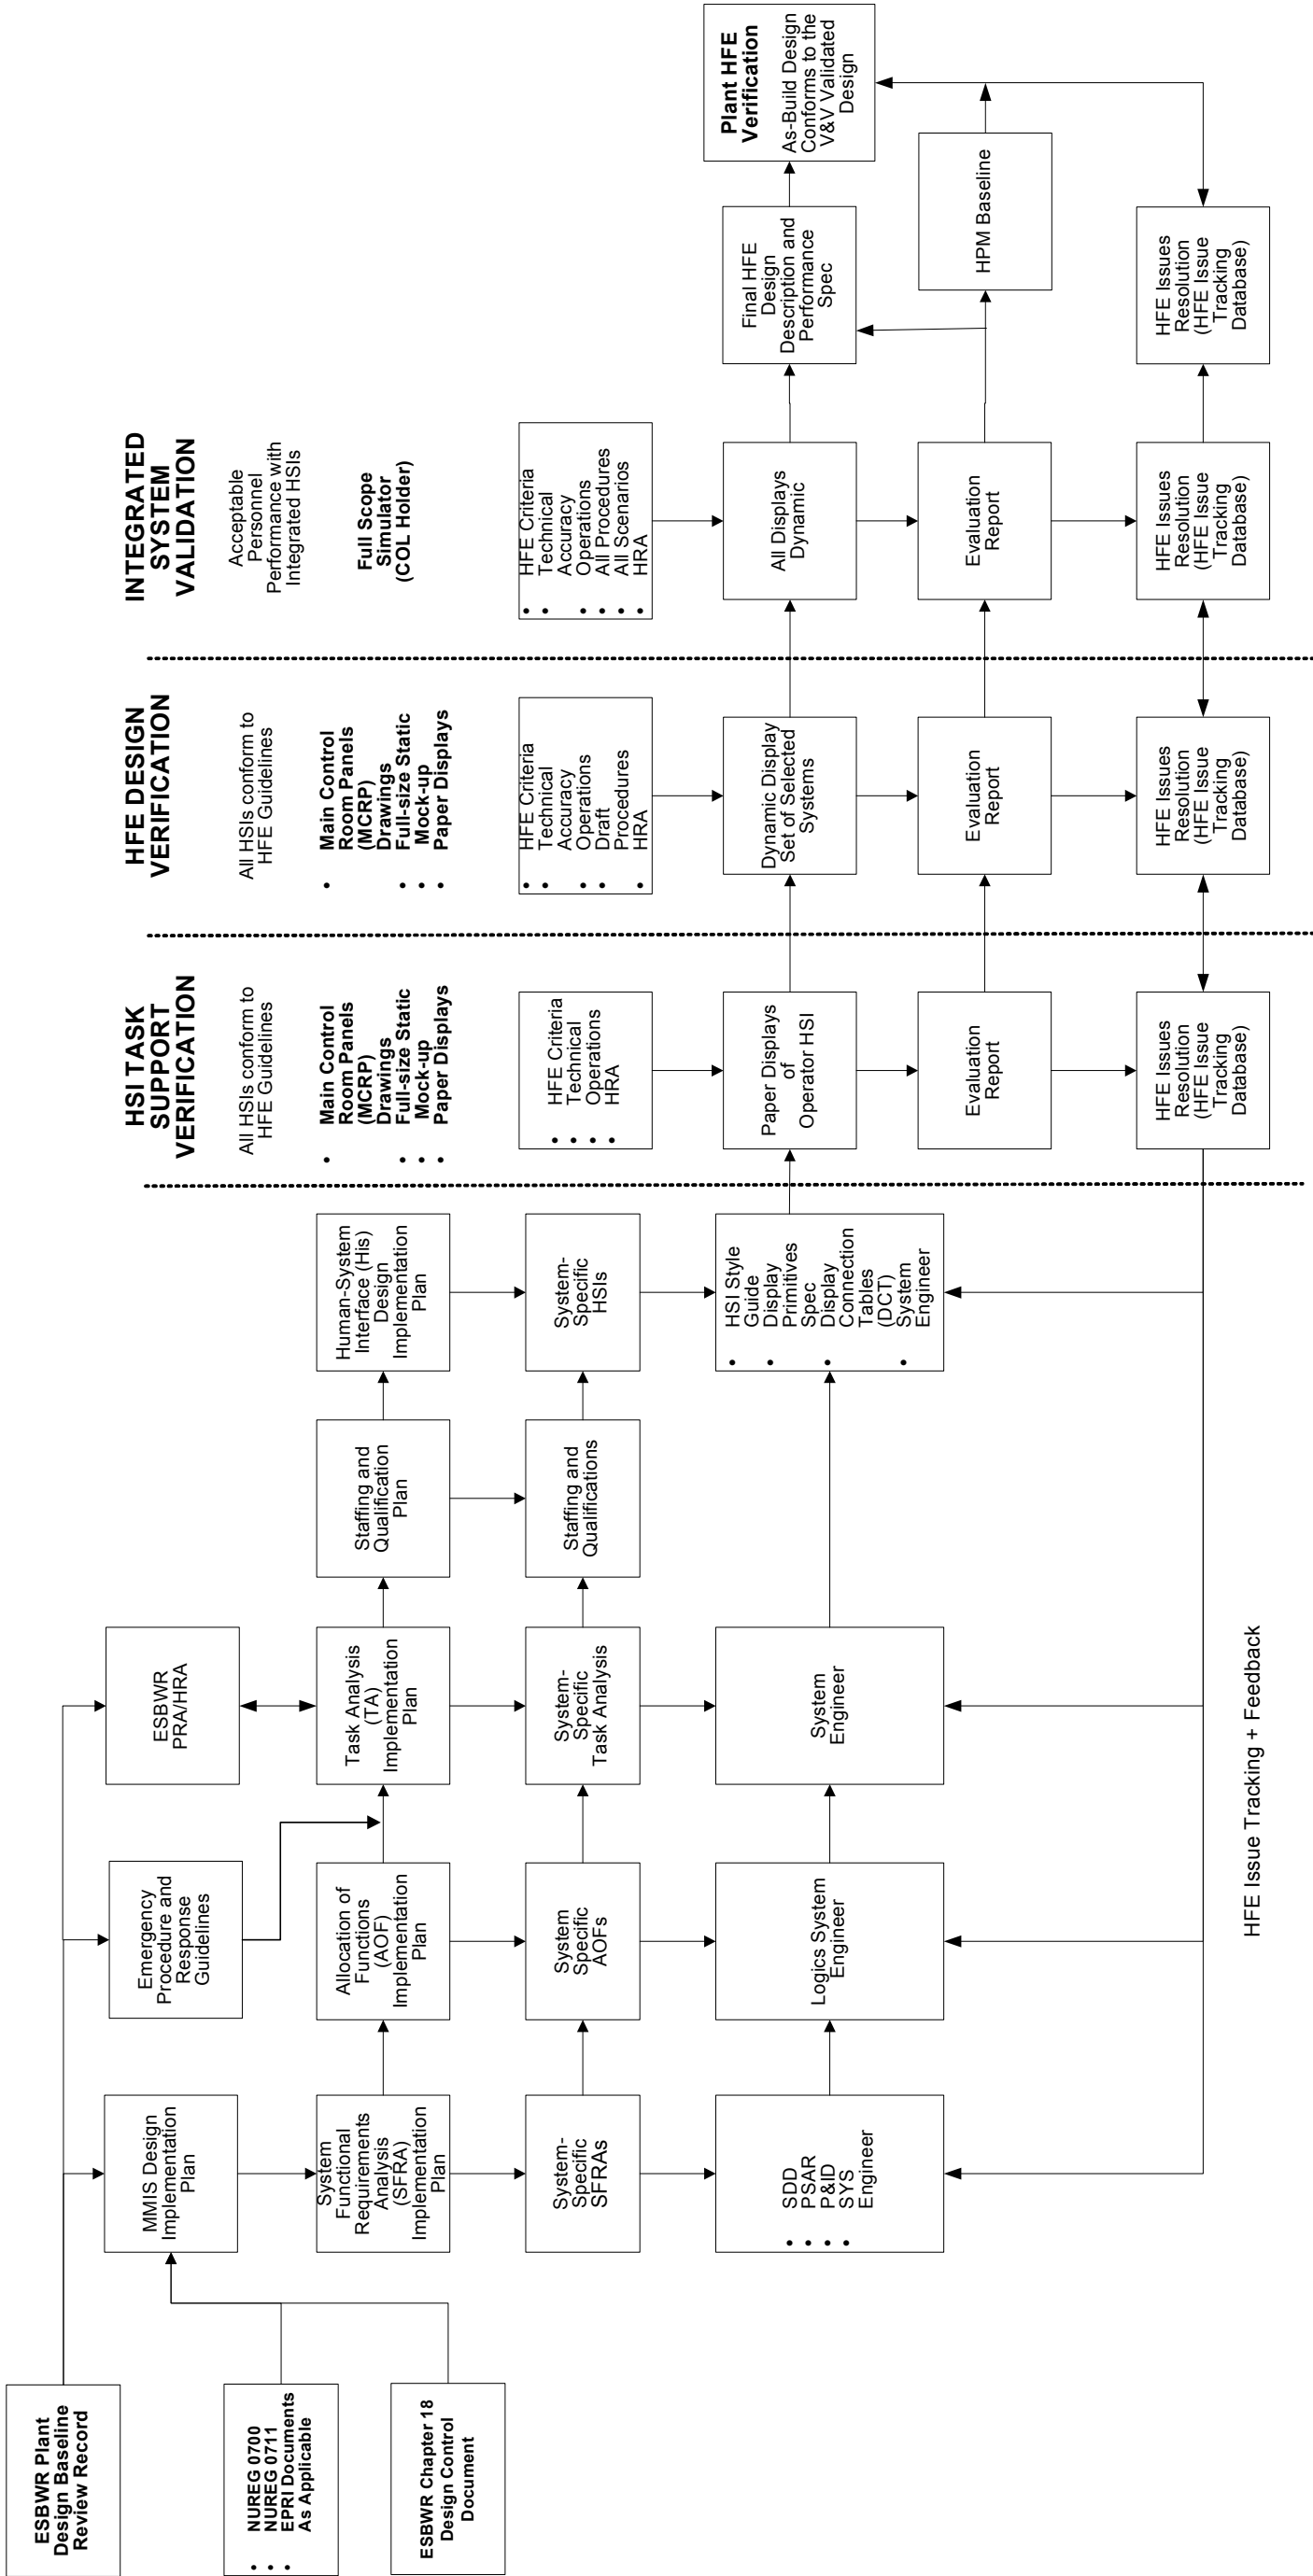 ESBWR Plant
Design Baseline
Review Record
• NUREG 0700
• NUREG 0711
• EPRI Documents
As Applicable
ESBWR Chapter 18
Design Control
Document
MMIS Design
Implementation
Plan
Emergency
Procedure and
Response
Guidelines
ESBWR
PRA/HRA
System
Functional
Requirements
Analysis
(SFRA)
Implementation
Plan
Allocation of
Functions
(AOF)
Implementation
Plan
Task Analysis
(TA)
Implementation
Plan
Staffing and
Qualification
Plan
Human-System
Interface (His)
Design
Implementation
Plan
System-
Specific
SFRAs
System
Specific
AOFs
System-
Specific
Task Analysis
Staffing and
Qualifications
System-
Specific
HSIs
• SDD
• PSAR
• P&ID
• SYS
Engineer
Logics System
Engineer
System
Engineer
• HSI Style
Guide
• Display
Primitives
Spec
• Display
Connection
Tables
(DCT)
• System
Engineer
HFE Issue Tracking + Feedback
HSI TASK
SUPPORT
VERIFICATION
All HSIs conform to
HFE Guidelines
• Main Control
Room Panels
(MCRP)
Drawings
• Full-size Static
• Mock-up
• Paper Displays
• HFE Criteria
• Technical
• Operations
• HRA
Paper Displays
of
Operator HSI
Evaluation
Report
HFE Issues
Resolution
(HFE Issue
Tracking
Database)
HFE DESIGN
VERIFICATION
All HSIs conform to
HFE Guidelines
• Main Control
Room Panels
(MCRP)
Drawings
• Full-size Static
• Mock-up
• Paper Displays
• HFE Criteria
• Technical
Accuracy
• Operations
• Draft
Procedures
• HRA
Dynamic Display
Set of Selected
Systems
Evaluation
Report
HFE Issues
Resolution
(HFE Issue
Tracking
Database)
INTEGRATED
SYSTEM
VALIDATION
Acceptable
Personnel
Performance with
Integrated HSIs
Full Scope
Simulator
(COL Holder)
• HFE Criteria
• Technical
Accuracy
• Operations
• All Procedures
• All Scenarios
• HRA
All Displays
Dynamic
Evaluation
Report
HFE Issues
Resolution
(HFE Issue
Tracking
Database)
Final HFE
Design
Description and
Performance
Spec
HPM Baseline
HFE Issues
Resolution
(HFE Issue
Tracking
Database)
Plant HFE
Verification
As-Build Design
Conforms to the
V&V Validated
Design